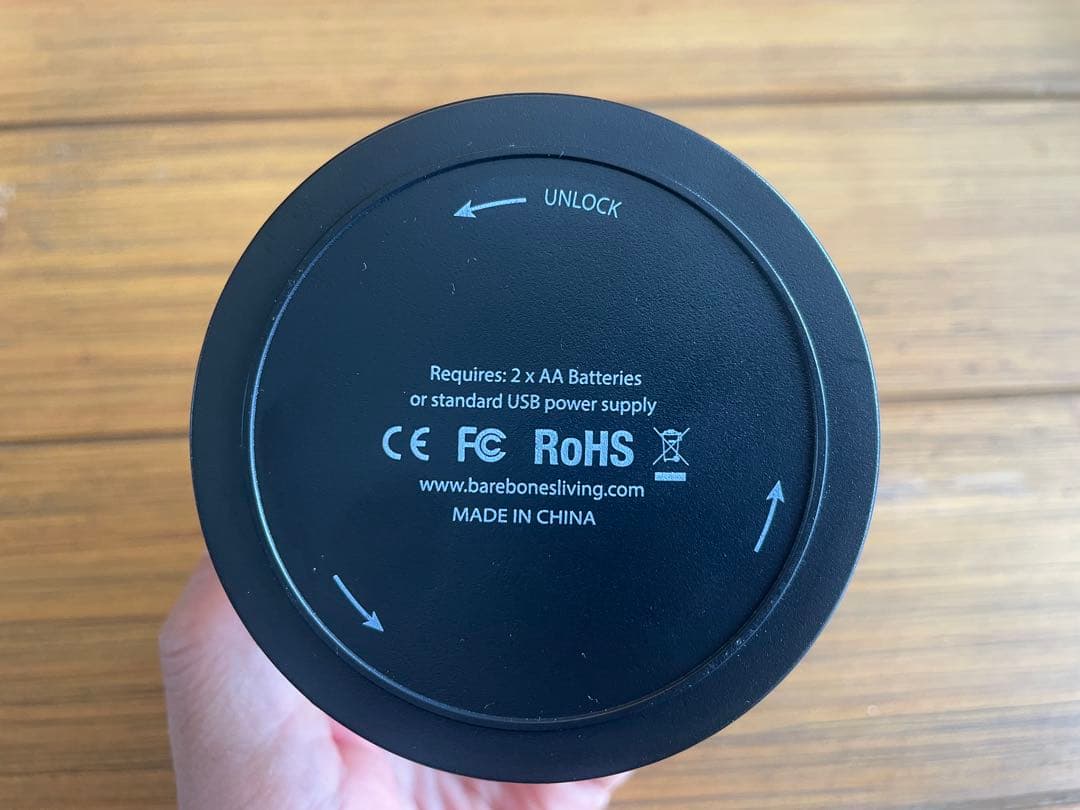 UNLOCK
Requires: 2 x AA Batteries
or standard USB power supply
CE FC RoHS
www.barebonesliving.com
MADE IN CHINA